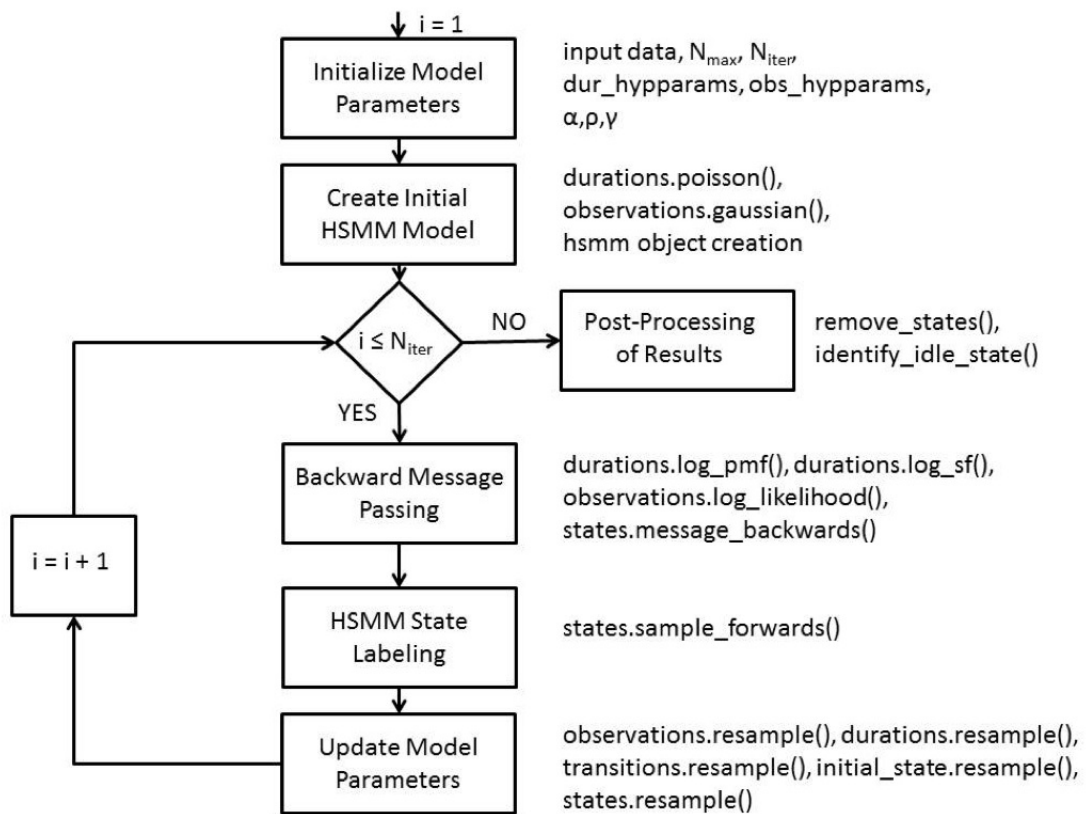 i = 1
Initialize Model
Parameters
input data, Nmax, Niter,
dur_hypparams, obs_hypparams,
α,ρ,γ
Create Initial
HSMM Model
durations.poisson(),
observations.gaussian(),
hsmm object creation
i ≤ Niter
NO
Post-Processing
of Results
remove_states(),
identify_idle_state()
YES
Backward Message
Passing
durations.log_pmf(), durations.log_sf(),
observations.log_likelihood(),
states.message_backwards()
i = i + 1
HSMM State
Labeling
states.sample_forwards()
Update Model
Parameters
observations.resample(), durations.resample(),
transitions.resample(), initial_state.resample(),
states.resample()